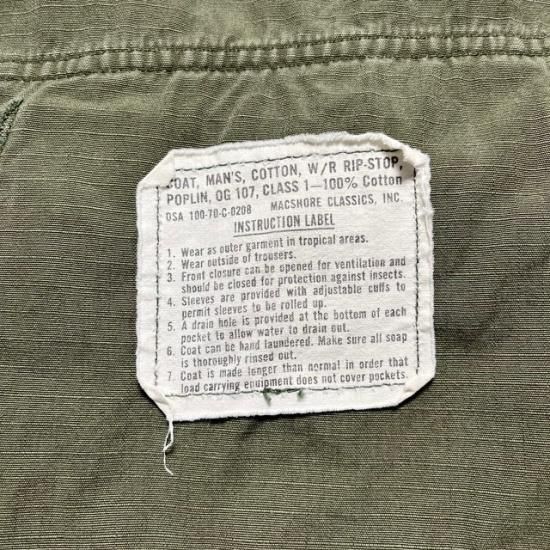 COAT, MAN'S, COTTON, W/R RIP-STOP,
POPLIN, OG 107, CLASS 1—100% Cotton
DSA 100-70-C-0208 MACSHORE CLASSICS, INC.
INSTRUCTION LABEL
1. Wear as outer garment in tropical areas.
2. Wear outside of trousers.
3. Front closure can be opened for ventilation and
should be closed for protection against insects.
4. Sleeves are provided with adjustable cuffs to
permit sleeves to be rolled up.
5. A drain hole is provided at the bottom of each
pocket to allow water to drain out.
6. Coat can be hand laundered. Make sure all soap
is thoroughly rinsed out.
7. Coat is made longer than normal in order that
load carrying equipment does not cover pockets.